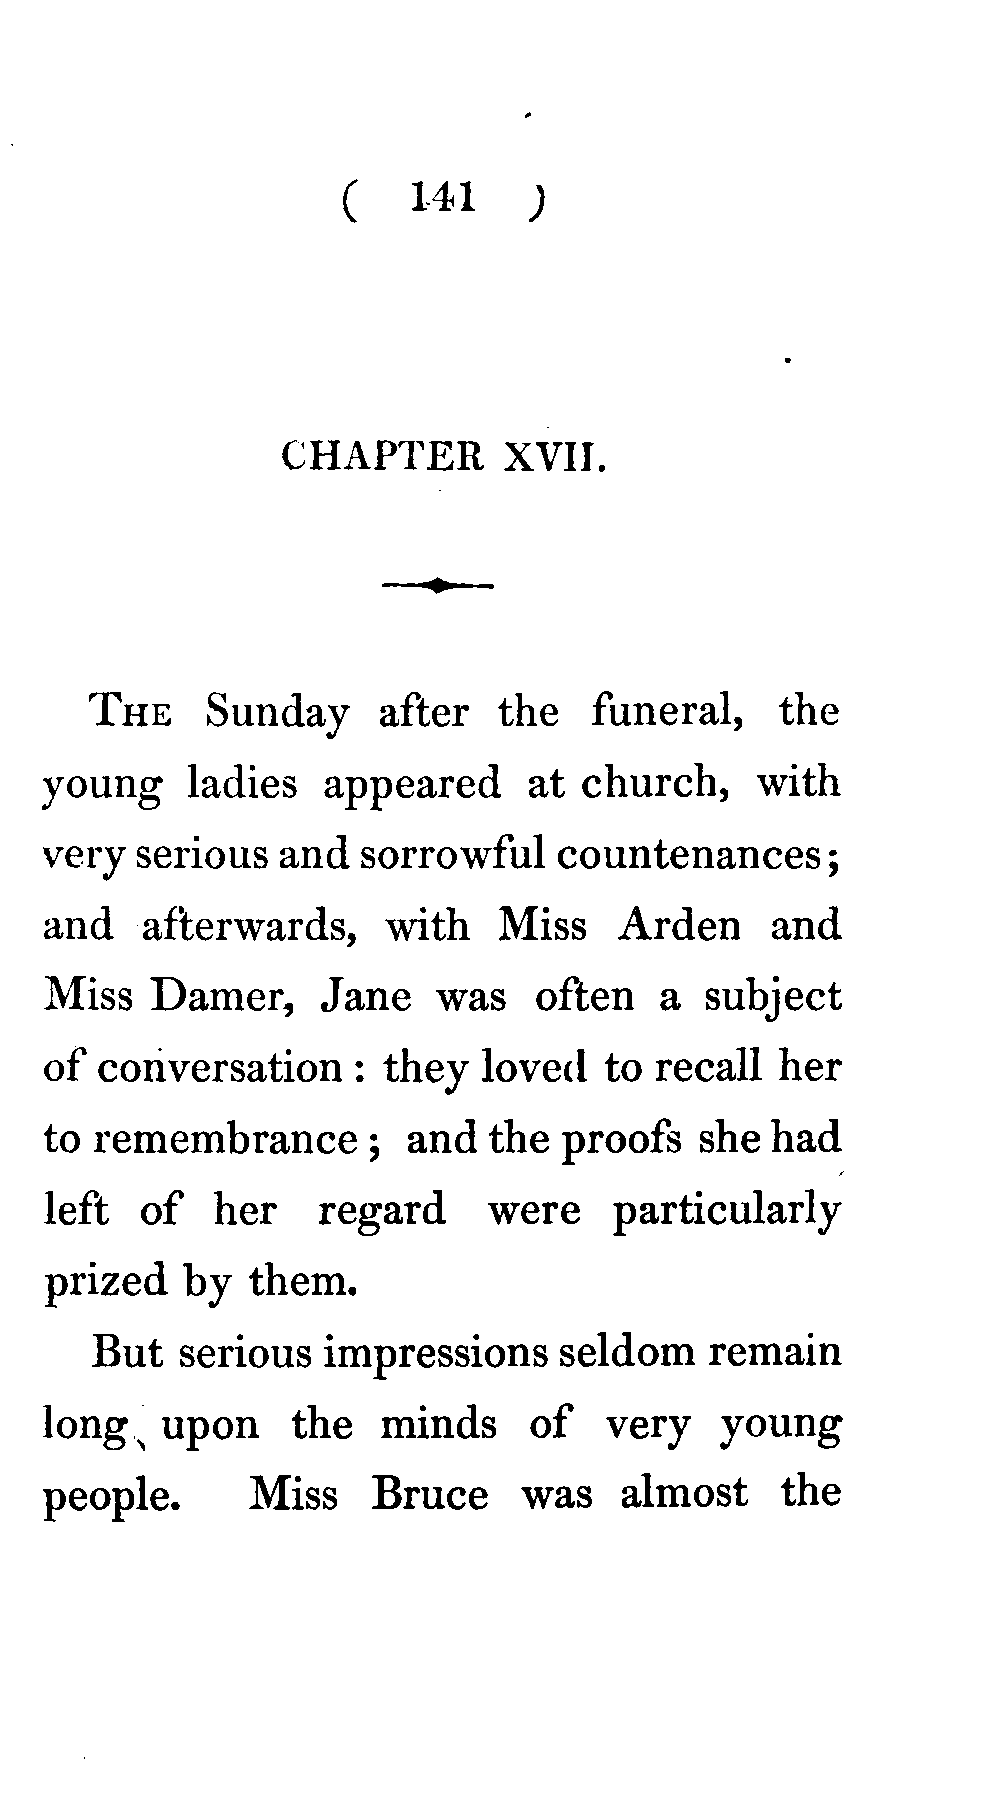 ( 141 )
CHAPTER XVII.
THE Sunday after the funeral, the
young ladies appeared at church, with
very serious and sorrowful countenances;
and afterwards, with Miss Arden and
Miss Damer, Jane was often a subject
of conversation : they loved to recall her
to remembrance ; and the proofs she had
left of her regard were particularly
prized by them.
But serious impressions seldom remain
long upon the minds of very young
people. Miss Bruce was almost the